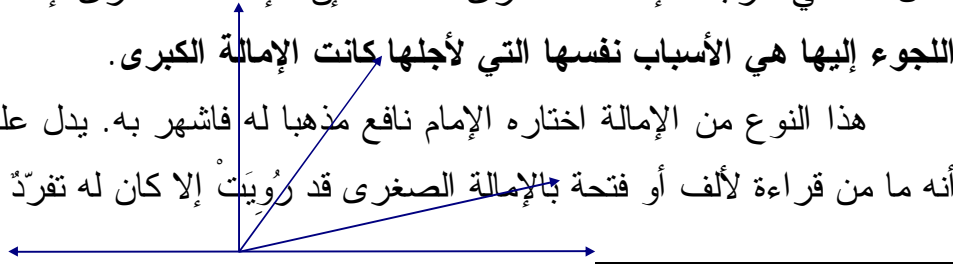 اللجوء إليها هي الأسباب نفسها التي لأجلها كانت الإمالة الكبرى.
هذا النوع من الإمالة اختاره الإمام نافع مذهبا له فاشهر به. يدل
أنه ما من قراءة لألف أو فتحة بالإمالة الصغرى قد رُوِيَتْ إلا كان له تفرّدٌ